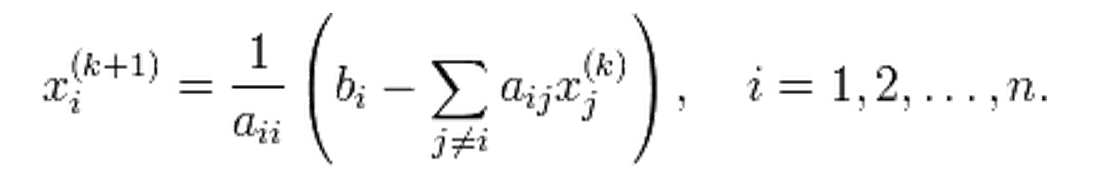 x_i^{(k+1)} = \frac{1}{a_{ii}} \left( b_i - \sum_{j \neq i} a_{ij} x_j^{(k)} \right), \quad i = 1, 2, \ldots, n.